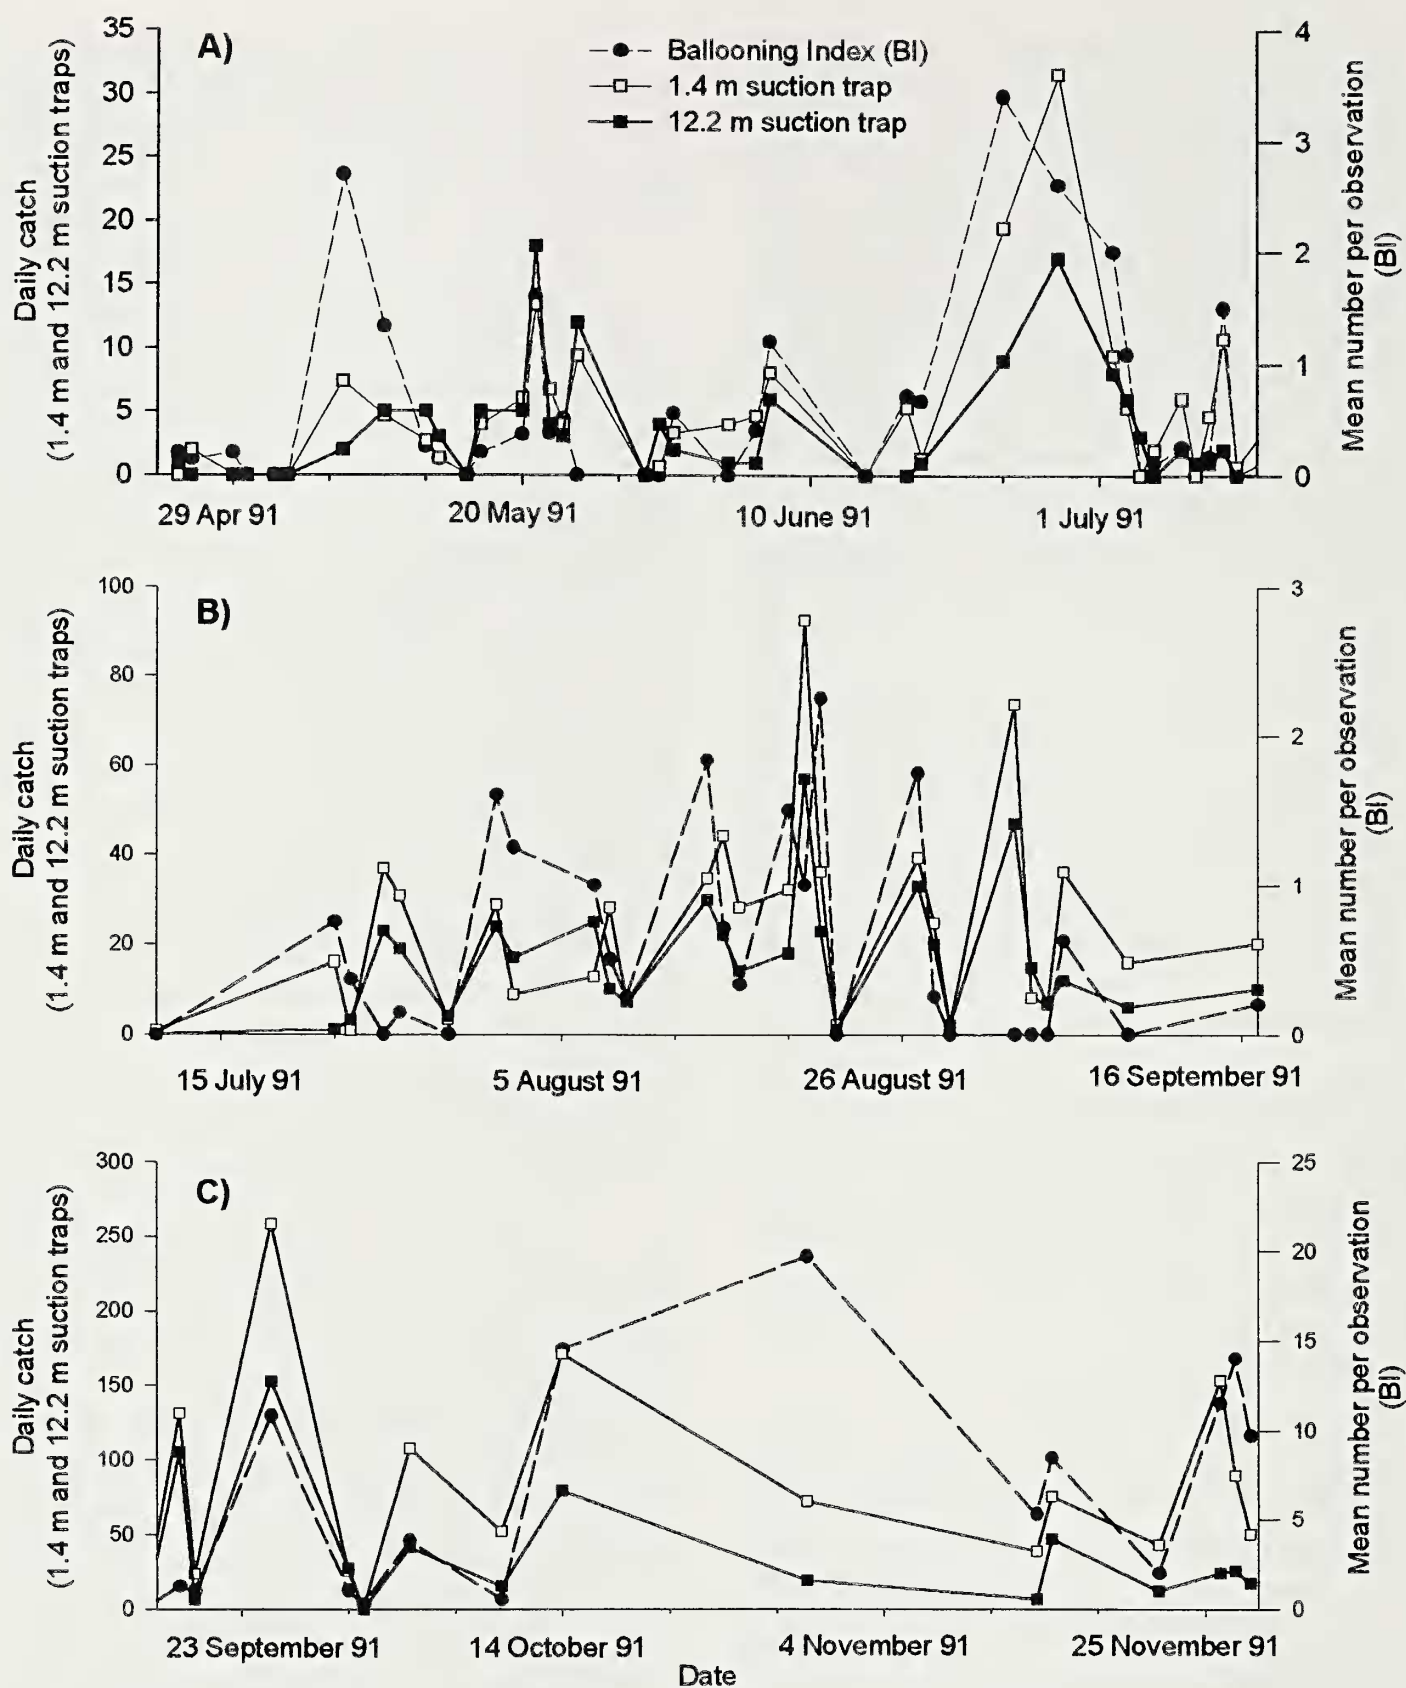 A)
Ballooning Index (BI)
1.4 m suction trap
12.2 m suction trap
Daily catch
(1.4 m and 12.2 m suction traps)
35
30
25
20
15
10
5
0
4
3
2
1
0
Mean number per observation
(BI)
29 Apr 91
20 May 91
10 June 91
1 July 91
B)
Daily catch
(1.4 m and 12.2 m suction traps)
100
80
60
40
20
0
3
2
1
0
Mean number per observation
(BI)
15 July 91
5 August 91
26 August 91
16 September 91
C)
Daily catch
(1.4 m and 12.2 m suction traps)
300
250
200
150
100
50
0
25
20
15
10
5
0
Mean number per observation
(BI)
23 September 91
14 October 91
4 November 91
25 November 91
Date